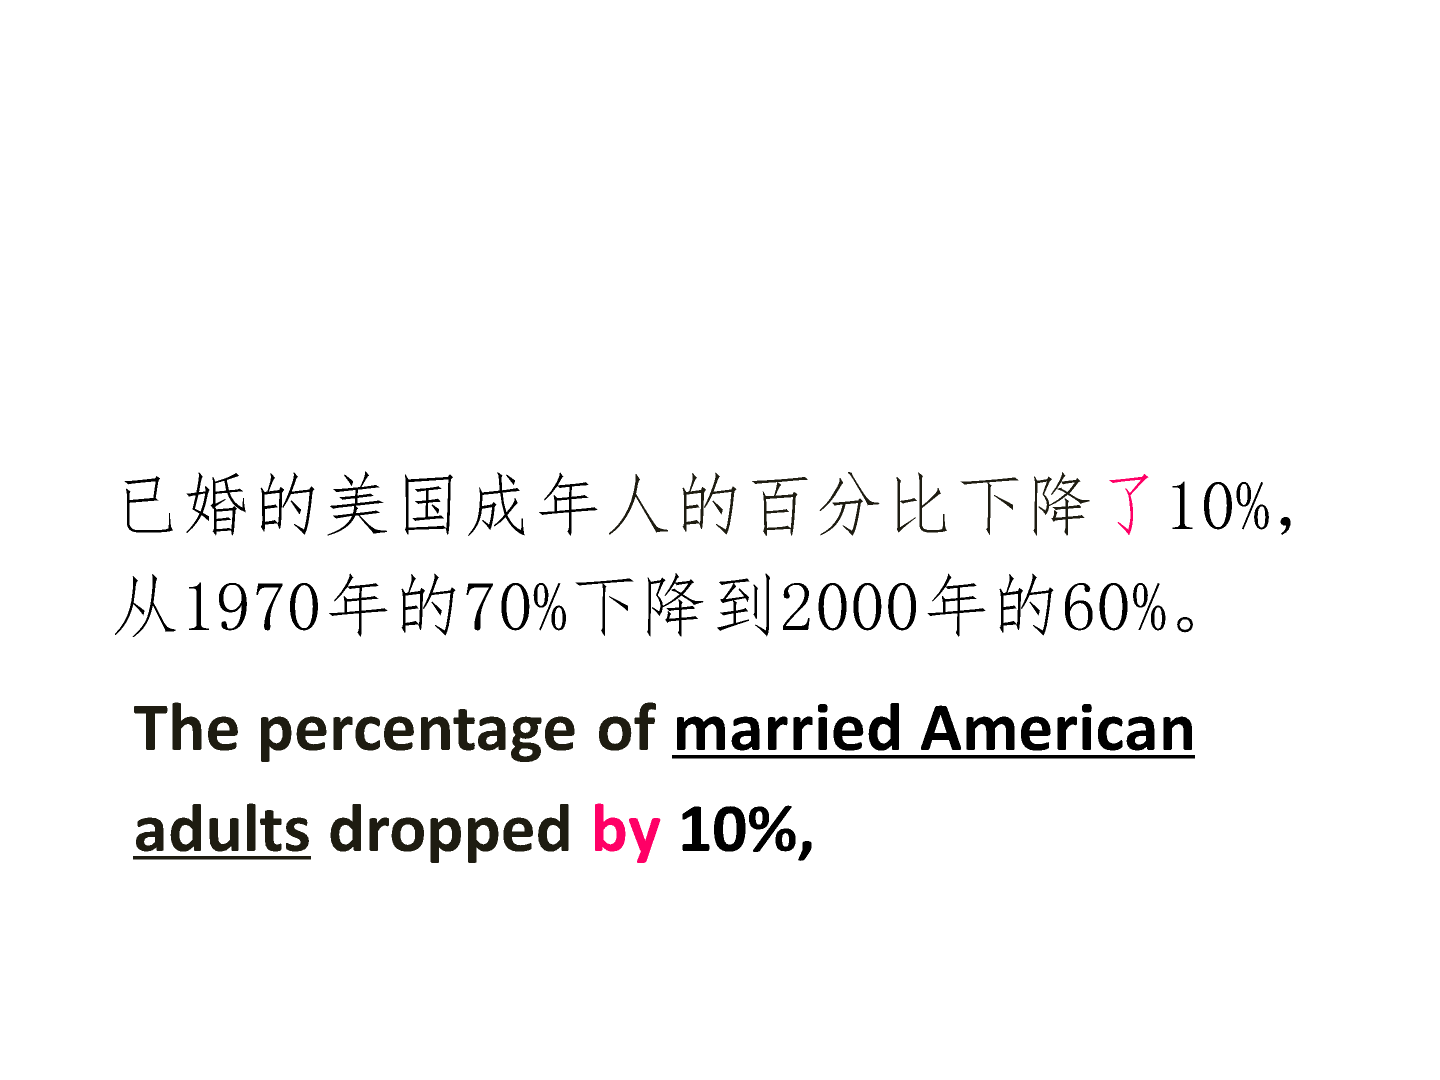 已婚的美国成年人的百分比下降了10%，
从1970年的70%下降到2000年的60%。
The percentage of married American
adults dropped by 10%,